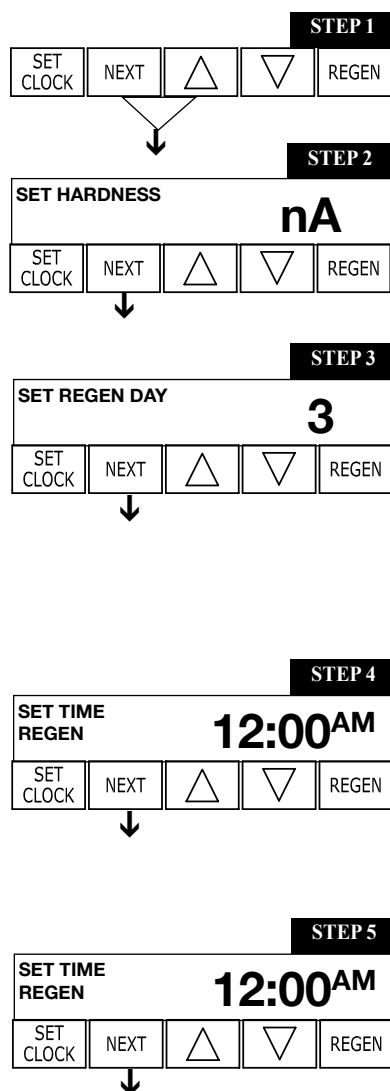 STEP 1
SET CLOCK NEXT REGEN
STEP 2
SET HARDNESS
nA
SET CLOCK NEXT REGEN
STEP 3
SET REGEN DAY
3
SET CLOCK NEXT REGEN
STEP 4
SET TIME
REGEN
12:00AM
SET CLOCK NEXT REGEN
STEP 5
SET TIME
REGEN
12:00AM
SET CLOCK NEXT REGEN